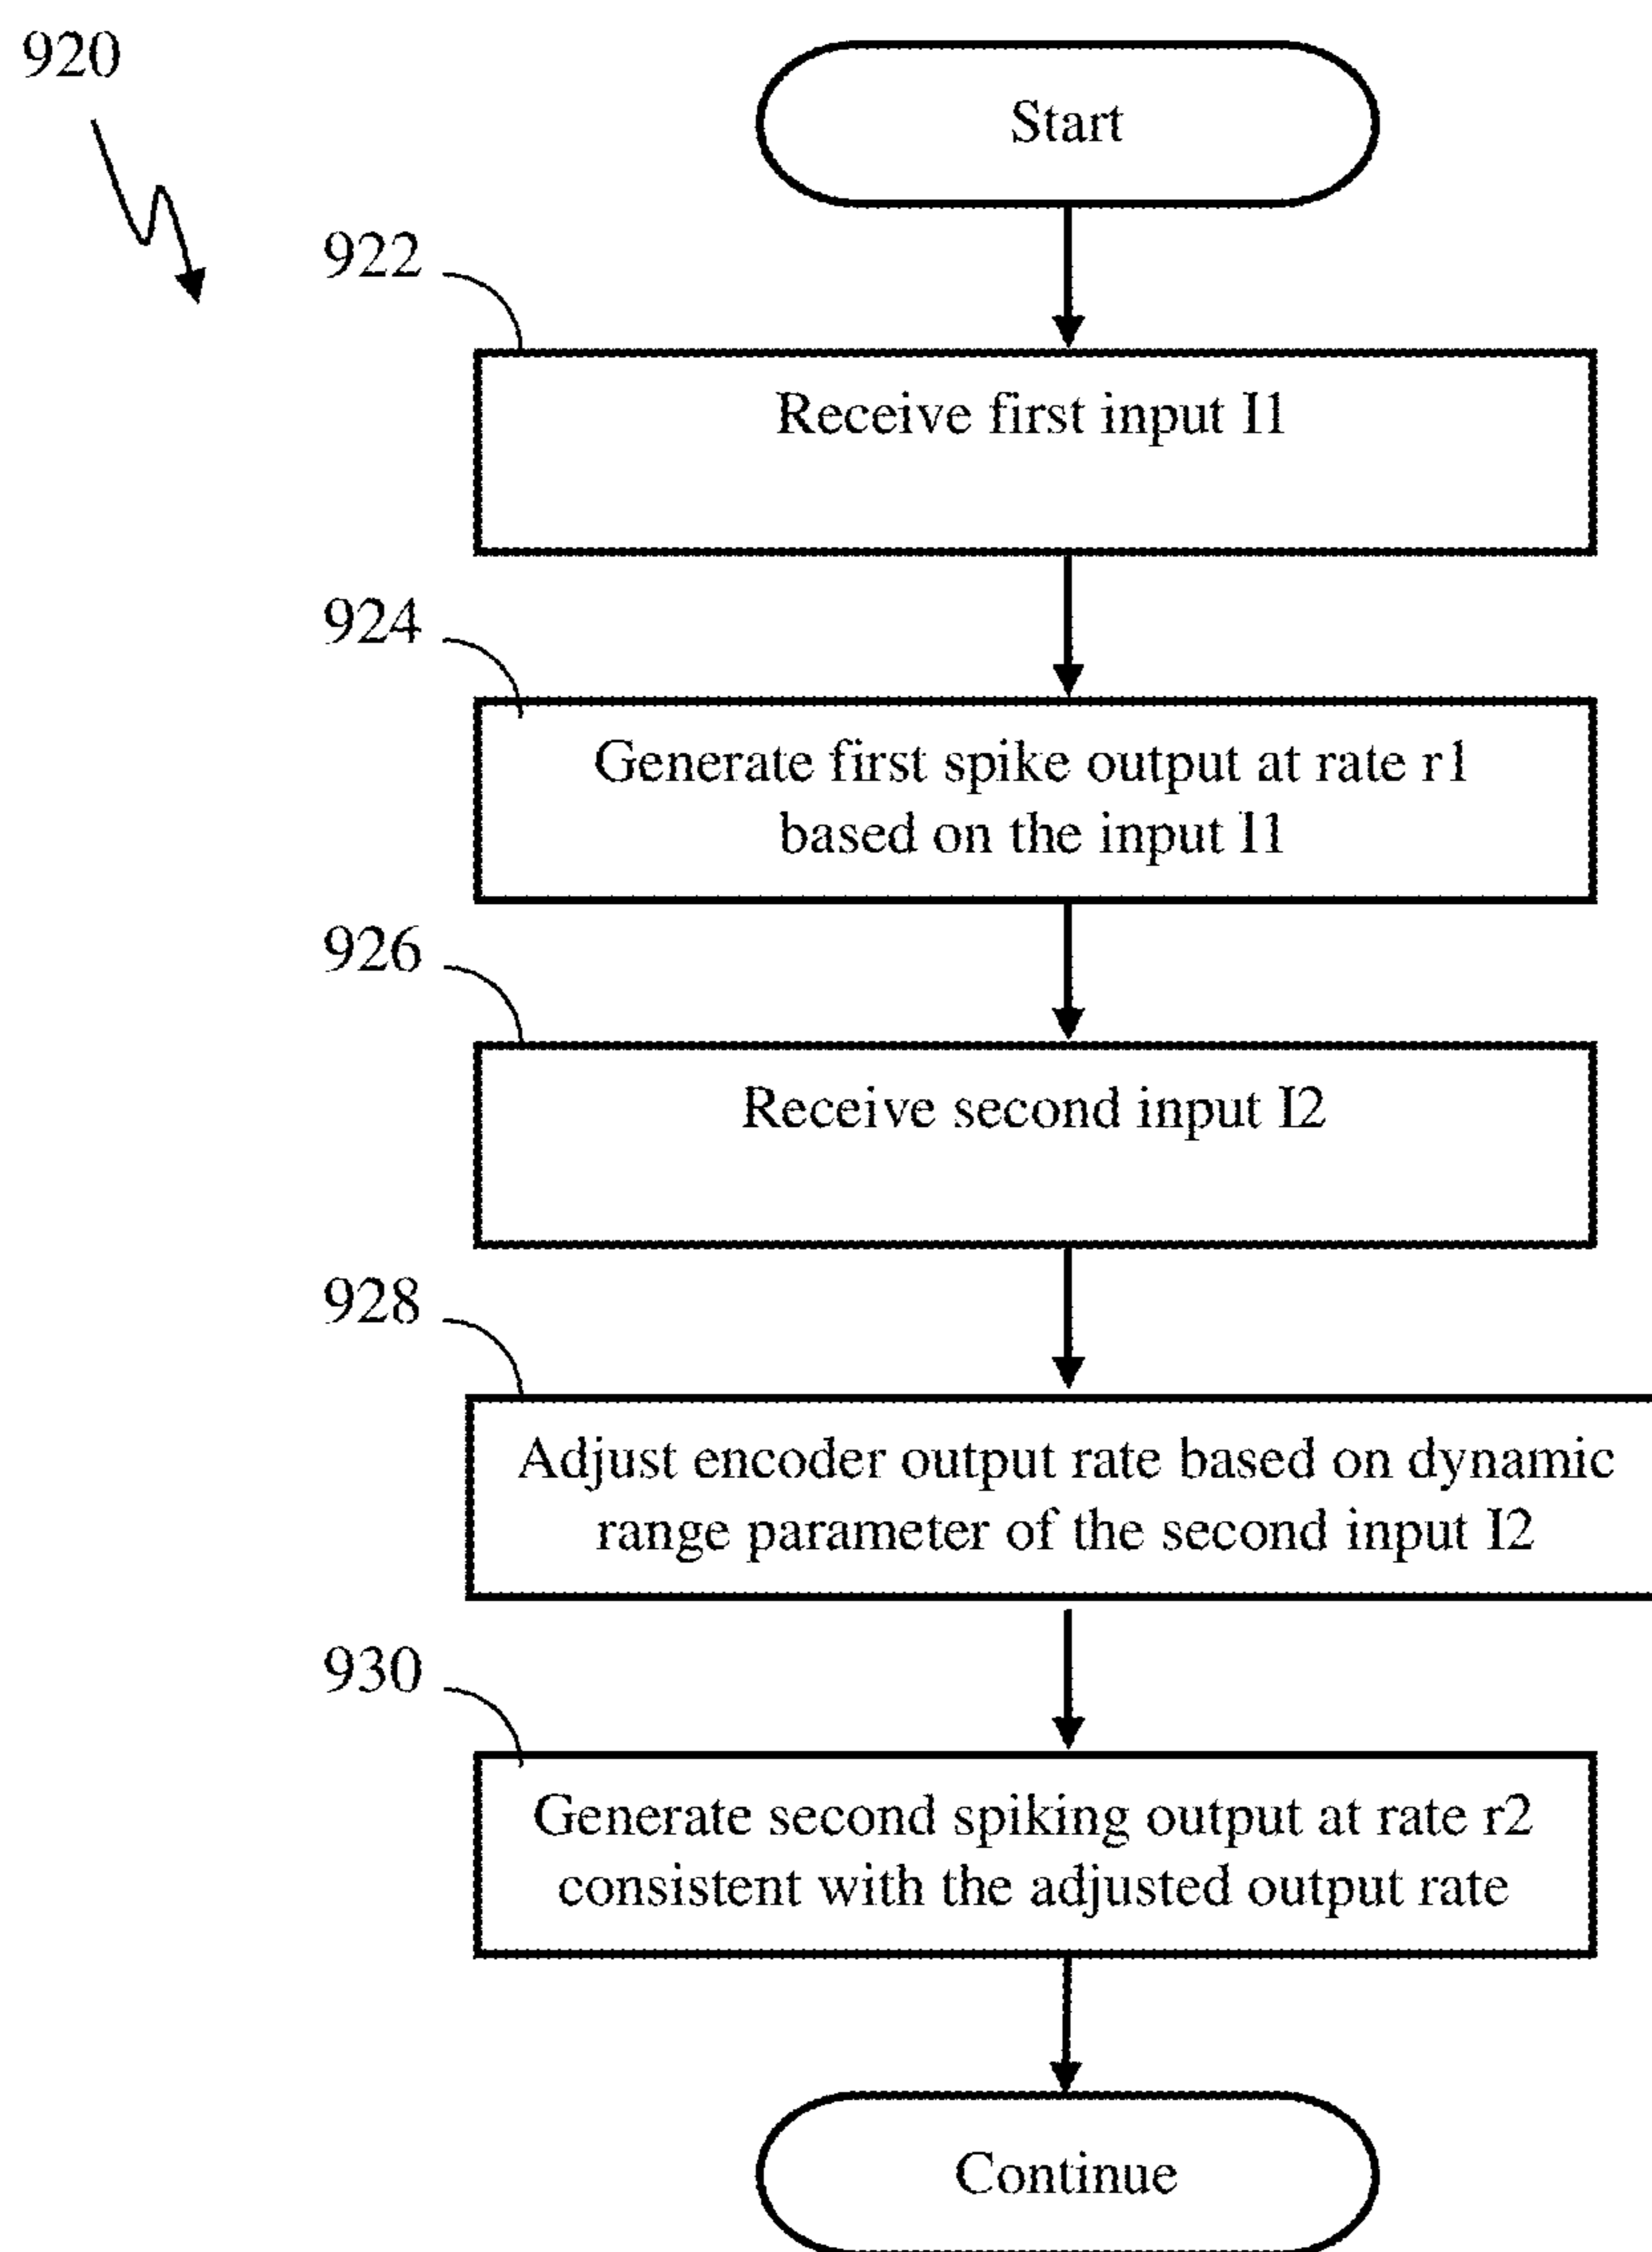 920
Start
922
Receive first input I1
924
Generate first spike output at rate r1
based on the input I1
926
Receive second input I2
928
Adjust encoder output rate based on dynamic
range parameter of the second input I2
930
Generate second spiking output at rate r2
consistent with the adjusted output rate
Continue